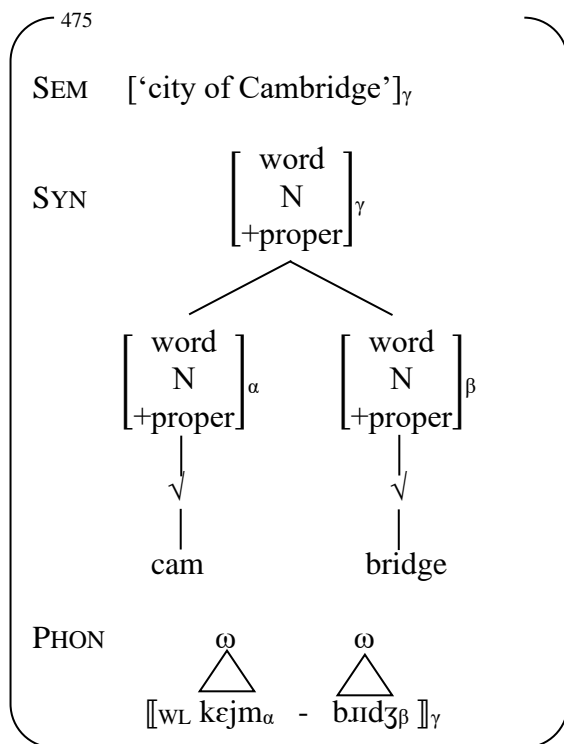 475
SEM [‘city of Cambridge’]γ
SYN [word N +proper]γ
[word N +proper]α [word N +proper]β
√ √
cam bridge
PHON ω ω
⟦WL kɛjmα - bɹɪdʒβ ⟧γ